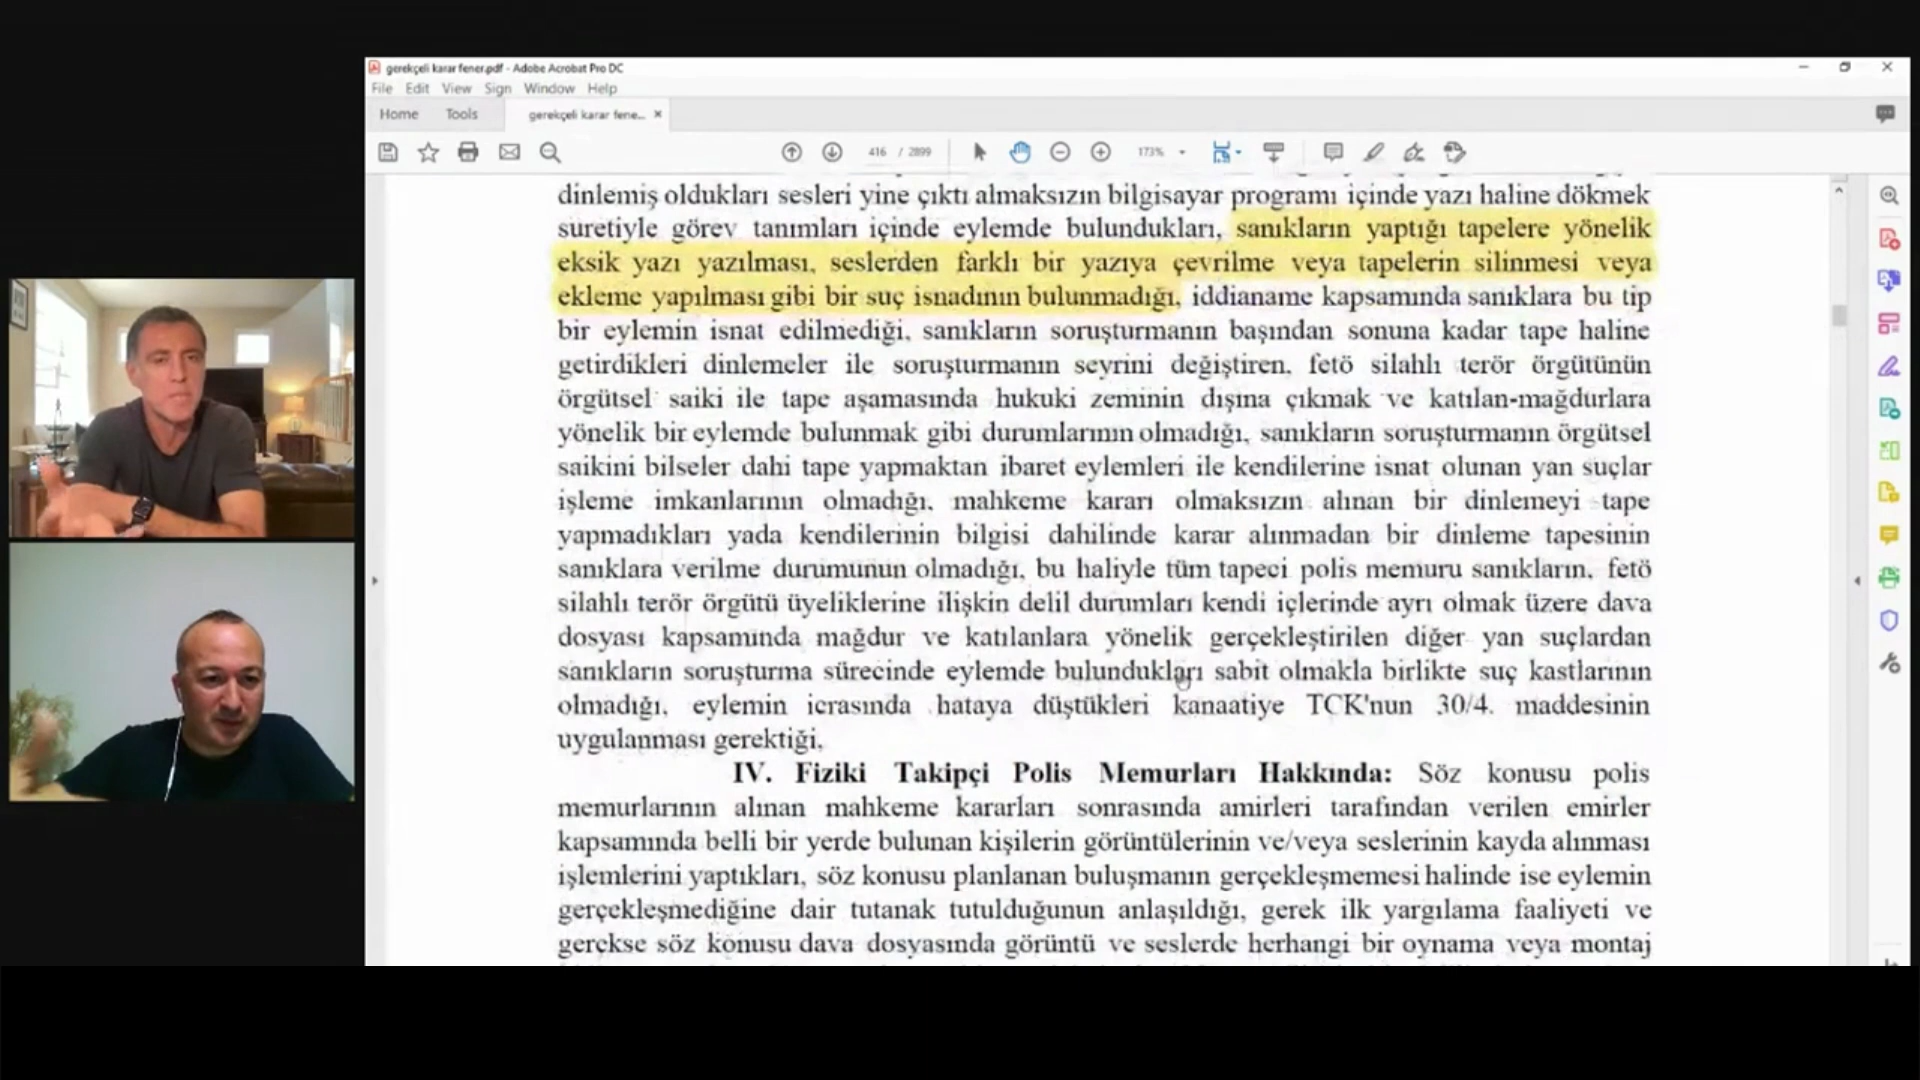 gerekçeli karar fener.pdf - Adobe Acrobat Pro DC
File Edit View Sign Window Help
Home Tools gerekçeli karar fene... ×
416 / 2899 173%
dinlemiş oldukları sesleri yine çıktı almaksızın bilgisayar programı içinde yazı haline dökmek
suretiyle görev tanımları içinde eylemde bulundukları, sanıkların yaptığı tapelere yönelik
eksik yazı yazılması, seslerden farklı bir yazıya çevrilme veya tapelerin silinmesi veya
ekleme yapılması gibi bir suç isnadının bulunmadığı, iddianame kapsamında sanıklara bu tip
bir eylemin isnat edilmediği, sanıkların soruşturmanın başından sonuna kadar tape haline
getirdikleri dinlemeler ile soruşturmanın seyrini değiştiren, fetö silahlı terör örgütünün
örgütsel saiki ile tape aşamasında hukuki zeminin dışına çıkmak ve katılan-mağdurlara
yönelik bir eylemde bulunmak gibi durumlarının olmadığı, sanıkların soruşturmanın örgütsel
saikini bilseler dahi tape yapmaktan ibaret eylemleri ile kendilerine isnat olunan yan suçlar
işleme imkanlarının olmadığı, mahkeme kararı olmaksızın alınan bir dinlemeyi tape
yapmadıkları yada kendilerinin bilgisi dahilinde karar alınmadan bir dinleme tapesinin
sanıklara verilme durumunun olmadığı, bu haliyle tüm tapeci polis memuru sanıkların, fetö
silahlı terör örgütü üyeliklerine ilişkin delil durumları kendi içlerinde ayrı olmak üzere dava
dosyası kapsamında mağdur ve katılanlara yönelik gerçekleştirilen diğer yan suçlardan
sanıkların soruşturma sürecinde eylemde bulundukları sabit olmakla birlikte suç kastlarının
olmadığı, eylemin icrasında hataya düştükleri kanaatiye TCK'nun 30/4. maddesinin
uygulanması gerektiği,
IV. Fiziki Takipçi Polis Memurları Hakkında: Söz konusu polis
memurlarının alınan mahkeme kararları sonrasında amirleri tarafından verilen emirler
kapsamında belli bir yerde bulunan kişilerin görüntülerinin ve/veya seslerinin kayda alınması
işlemlerini yaptıkları, söz konusu planlanan buluşmanın gerçekleşmemesi halinde ise eylemin
gerçekleşmediğine dair tutanak tutulduğunun anlaşıldığı, gerek ilk yargılama faaliyeti ve
gerekse söz konusu dava dosyasında görüntü ve seslerde herhangi bir oynama veya montaj